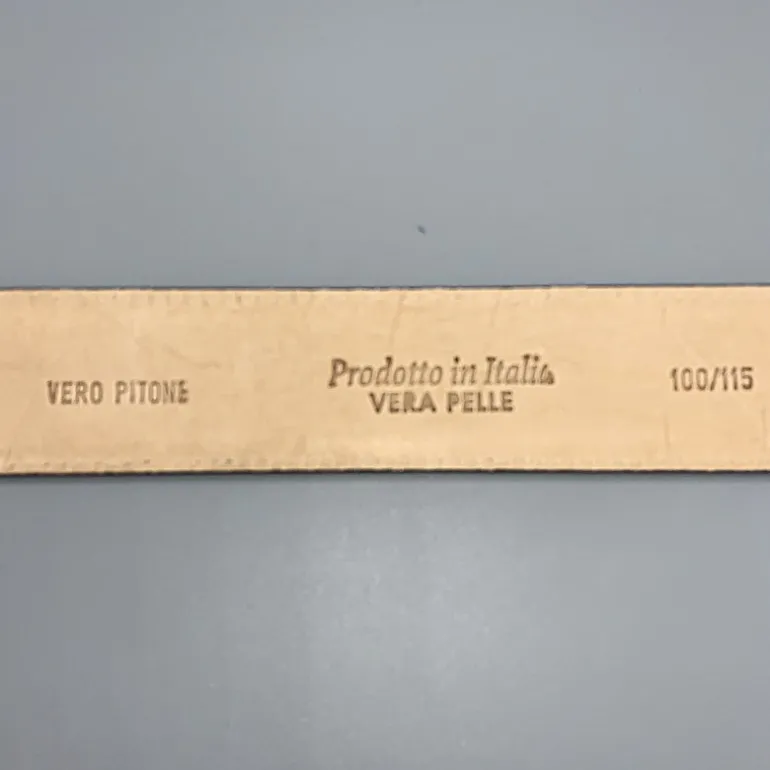 VERO PITONE
Prodotto in Italia
VERA PELLE
100/115